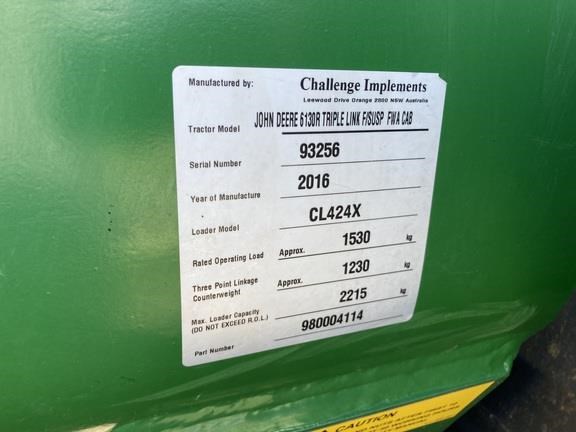 Manufactured by: Challenge Implements
Leewood Drive Orange 2800 NSW Australia
Tractor Model JOHN DEERE 6130R TRIPLE LINK F/SUSP FWA CAB
Serial Number 93256
Year of Manufacture 2016
Loader Model CL424X
Rated Operating Load Approx. 1530 kg
Three Point Linkage
Counterweight Approx. 1230 kg
Max. Loader Capacity
(DO NOT EXCEED R.O.L.) 2215 kg
Part Number 980004114
CAUTION